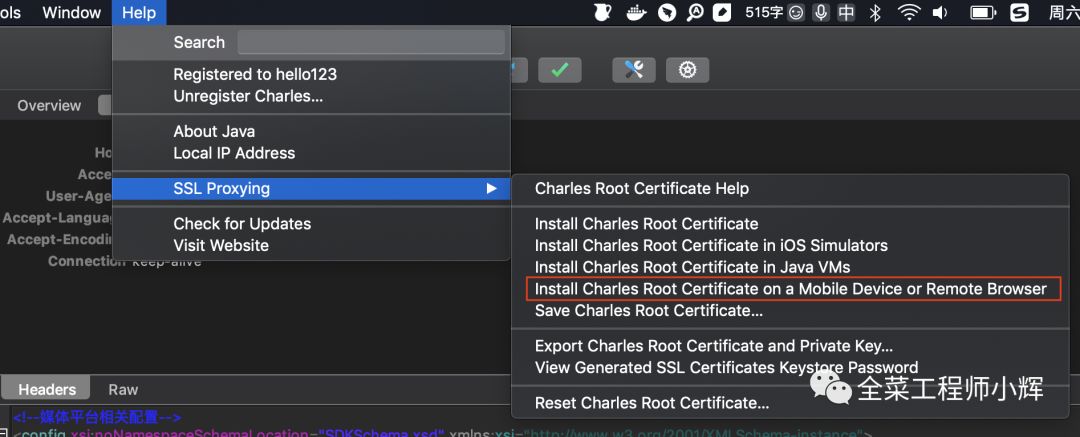 ols Window Help
515字 中 周六
Search
Registered to hello123
Unregister Charles...
Overview
About Java
Local IP Address
Ho
Acce
SSL Proxying
User-Age
Charles Root Certificate Help
Accept-Langua
Check for Updates
Install Charles Root Certificate
Accept-Encodin
Visit Website
Install Charles Root Certificate in iOS Simulators
Connection keep-alive
Install Charles Root Certificate in Java VMs
Install Charles Root Certificate on a Mobile Device or Remote Browser
Save Charles Root Certificate...
Export Charles Root Certificate and Private Key...
View Generated SSL Certificates Keystore Password
Headers Raw
全菜工程师小辉
Reset Charles Root Certificate...
<!--媒体平台相关配置-->
<config xsi:noNamespaceSchemaLocation="SDKSchema.xsd" xmlns:xsi="http://www.w3.org/2001/XMLSchema-instance">